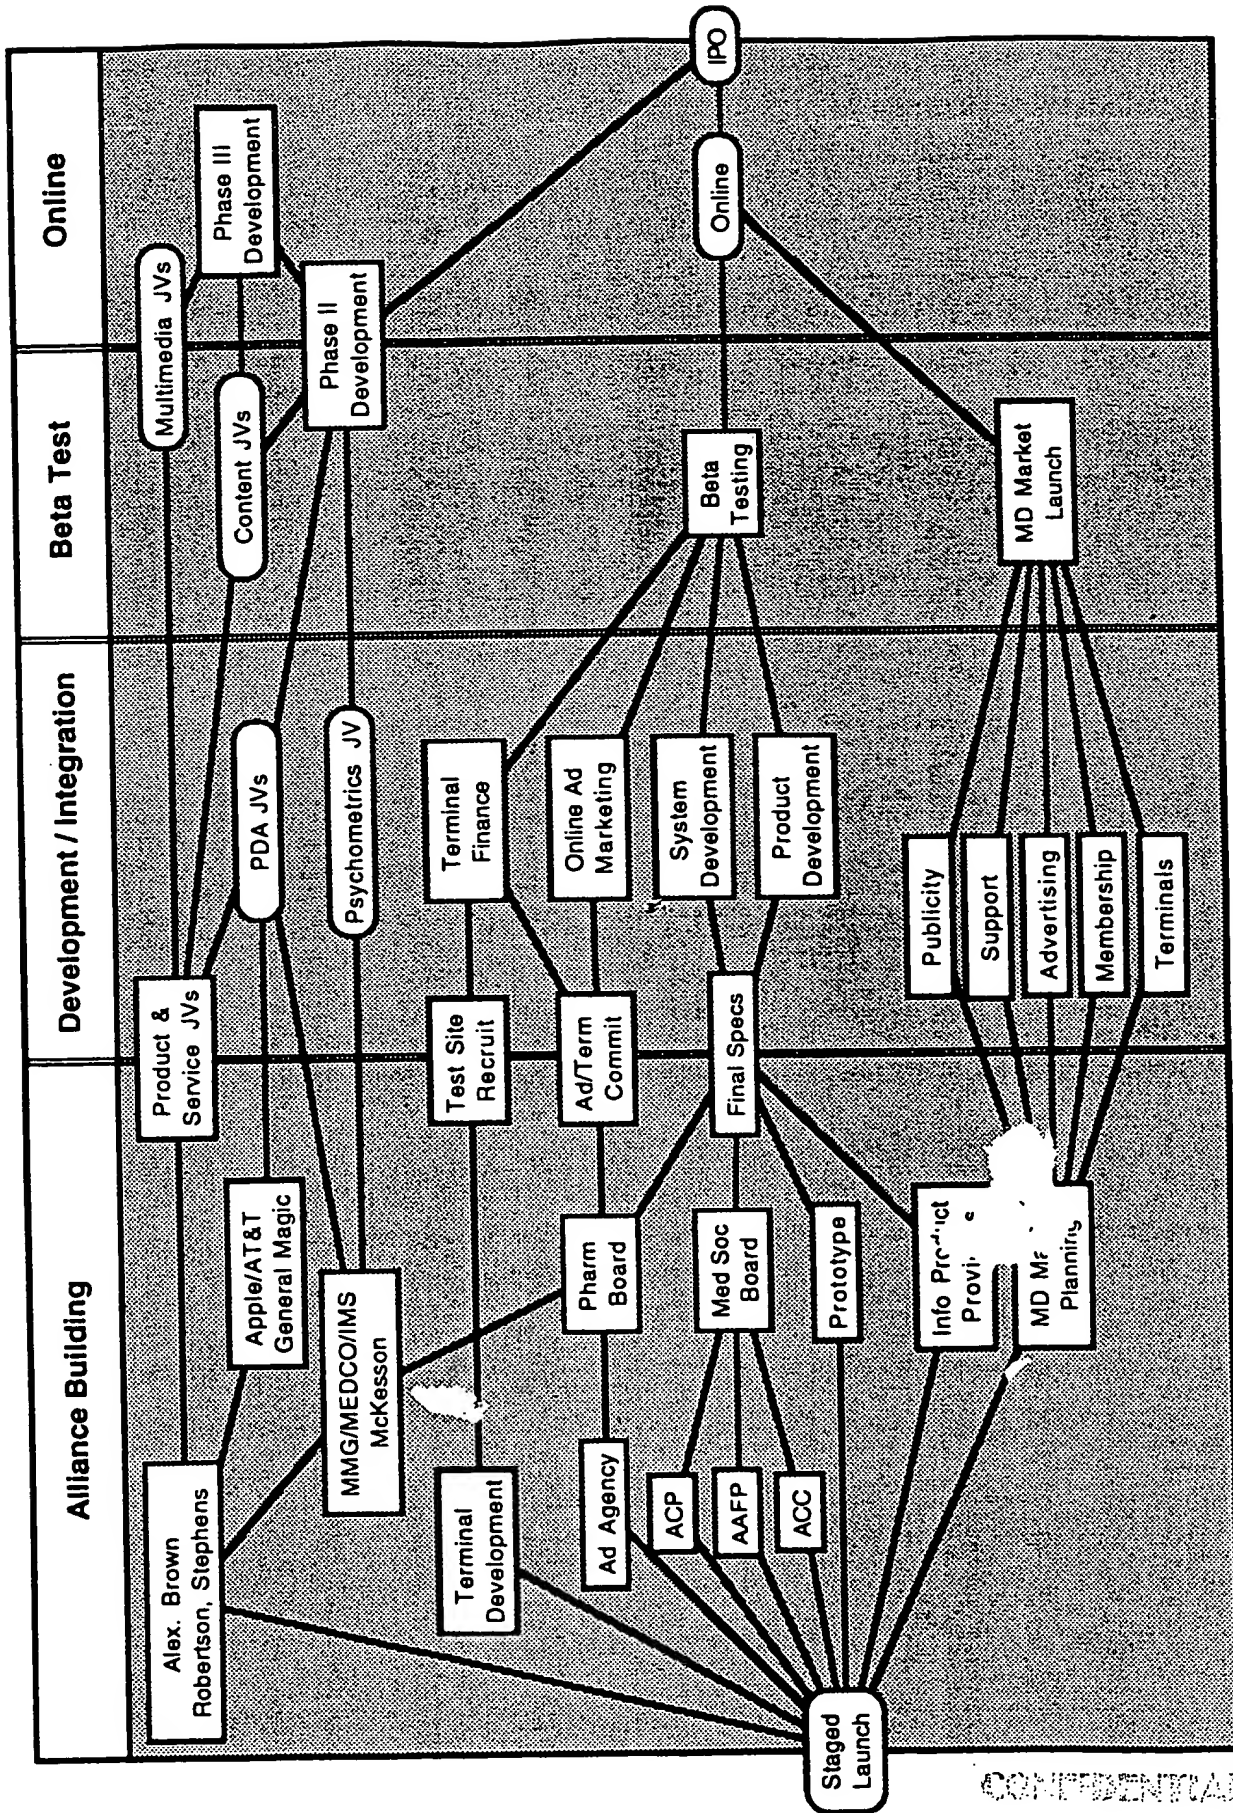 Alliance Building
Development / Integration
Beta Test
Online
Alex. Brown
Robertson, Stephens
Product &
Service JVs
Multimedia JVs
Apple/AT&T
General Magic
PDA JVs
Content JVs
Phase III
Development
MMG/MEDCO/IMS
McKesson
Psychometrics JV
Phase II
Development
Terminal
Development
Test Site
Recruit
Terminal
Finance
Ad Agency
Pharm
Board
Ad/Term
Commit
Online Ad
Marketing
ACP
AAFP
ACC
Med Soc
Board
Final Specs
System
Development
Product
Development
Beta
Testing
Online
IPO
Prototype
Staged
Launch
Info
MD
Planning
Publicity
Support
Advertising
Membership
Terminals
MD Market
Launch
CONFIDENTIAL